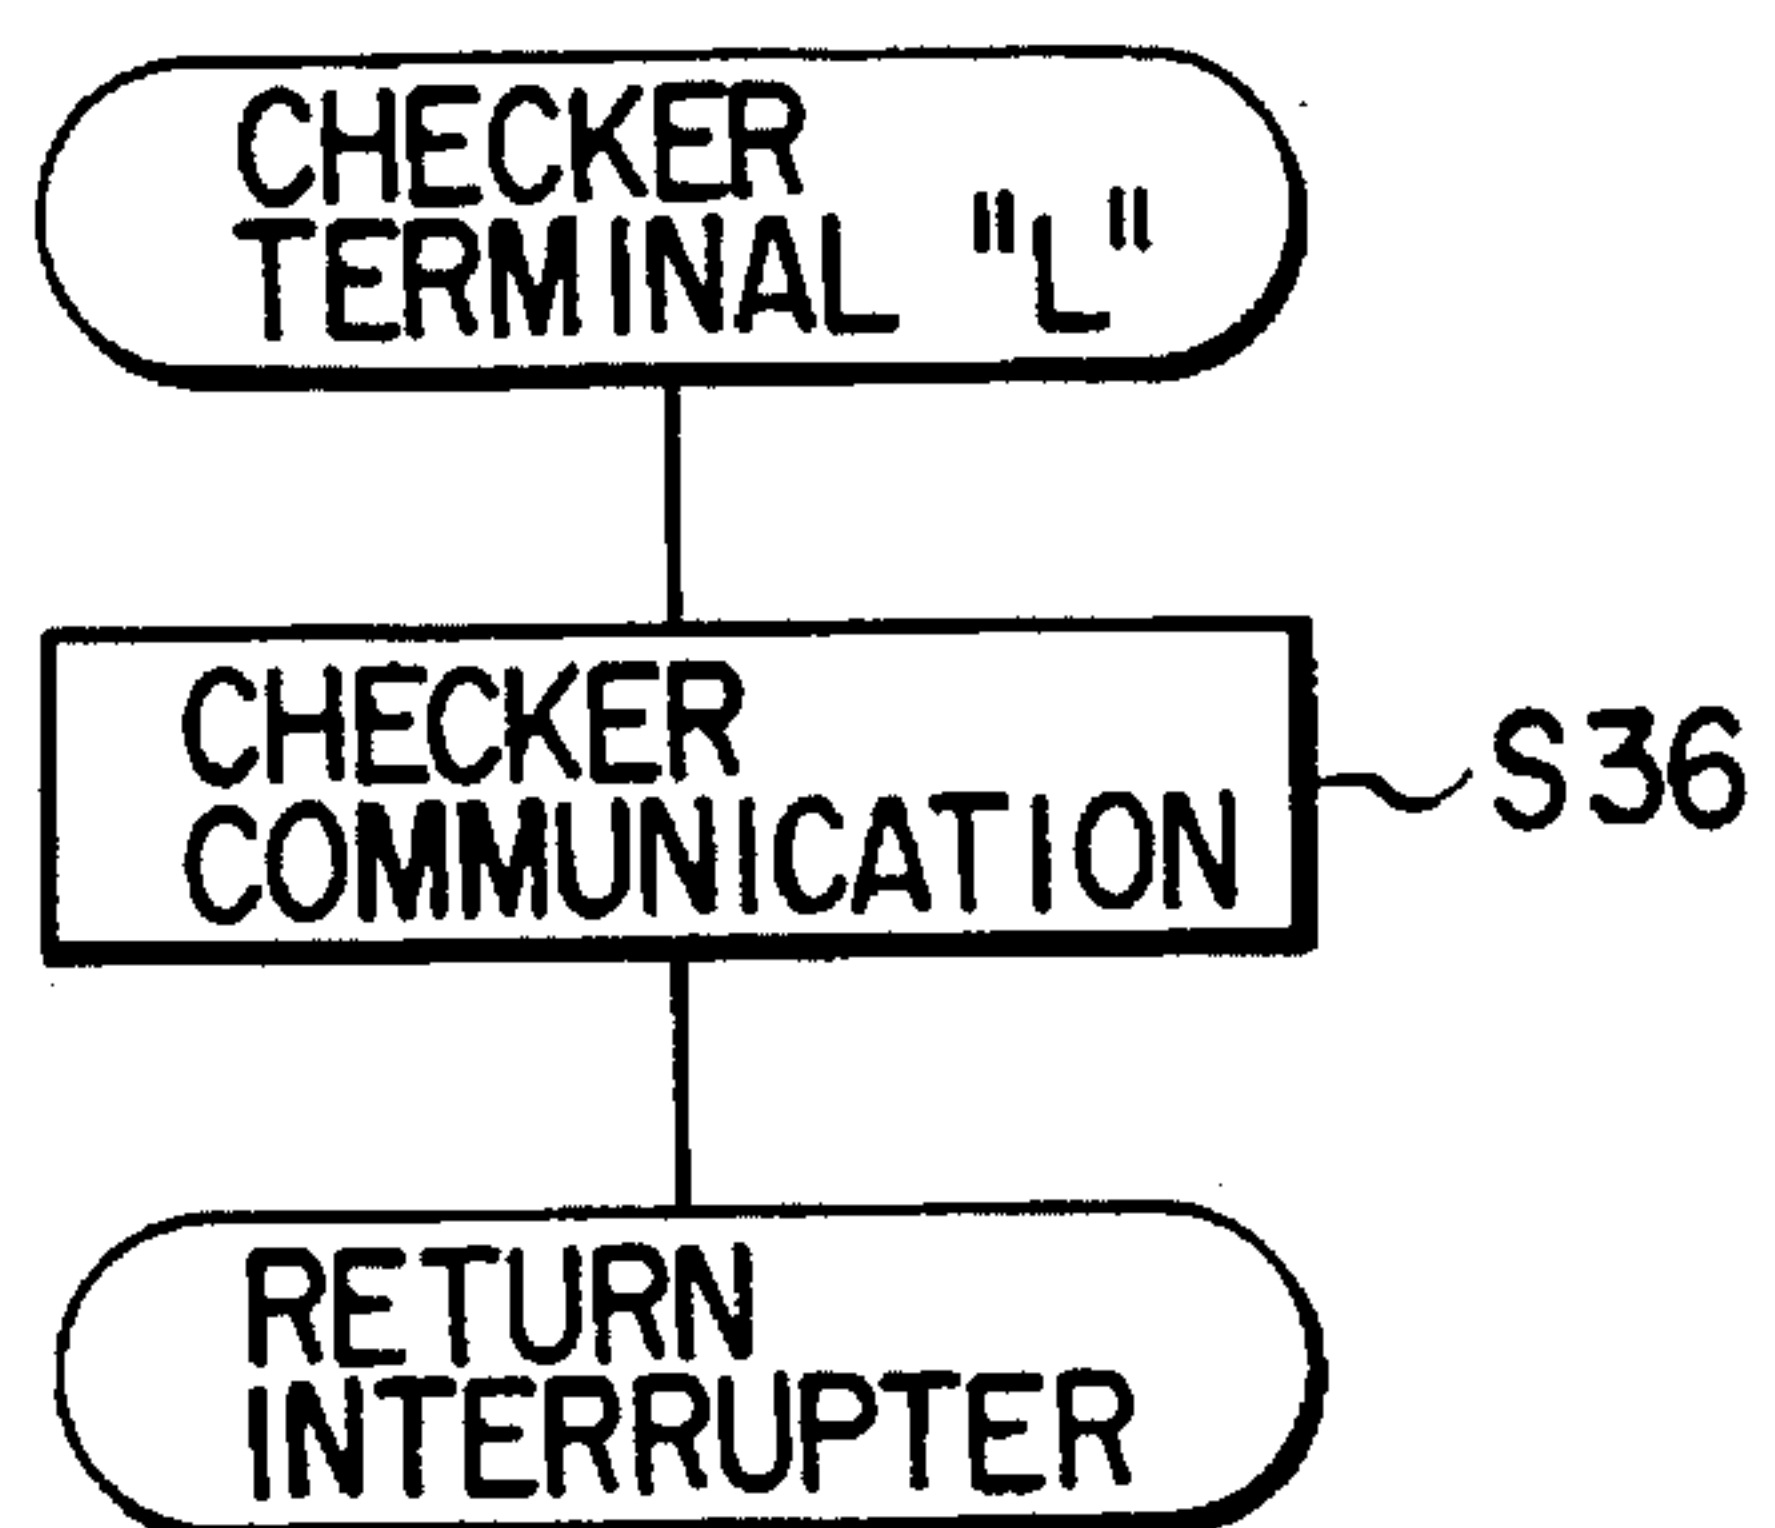 CHECKER
TERMINAL "L"
CHECKER
COMMUNICATION
S36
RETURN
INTERRUPTER